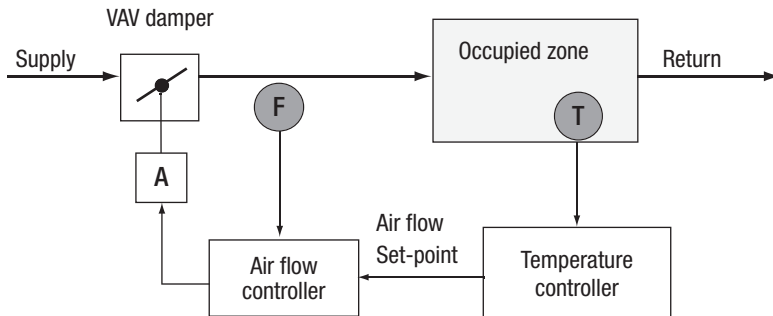 VAV damper
Supply
Occupied zone
Return
F
T
A
Air flow
Set-point
Air flow
controller
Temperature
controller